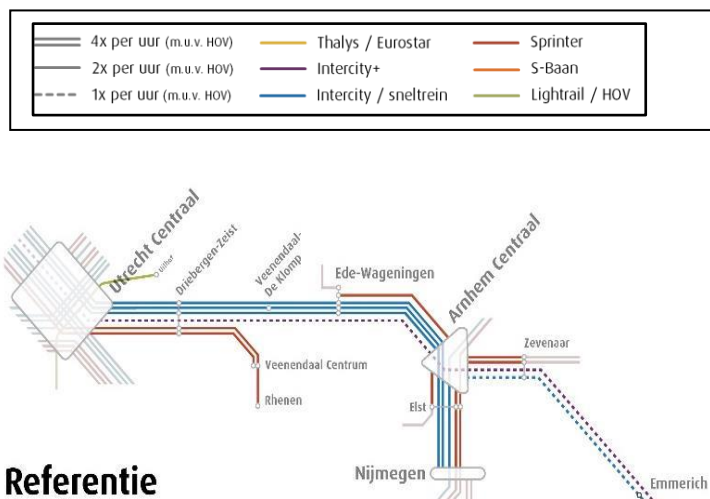 4x per uur (m.u.v. HOV)
Thalys / Eurostar
Sprinter
2x per uur (m.u.v. HOV)
Intercity+
S-Baan
1x per uur (m.u.v. HOV)
Intercity / sneltrein
Lightrail / HOV
Utrecht Centraal
Uithof
Driebergen-Zeist
Veenendaal-
De Klomp
Ede-Wageningen
Arnhem Centraal
Zevenaar
Veenendaal Centrum
Rhenen
Elst
Nijmegen
Emmerich
Referentie